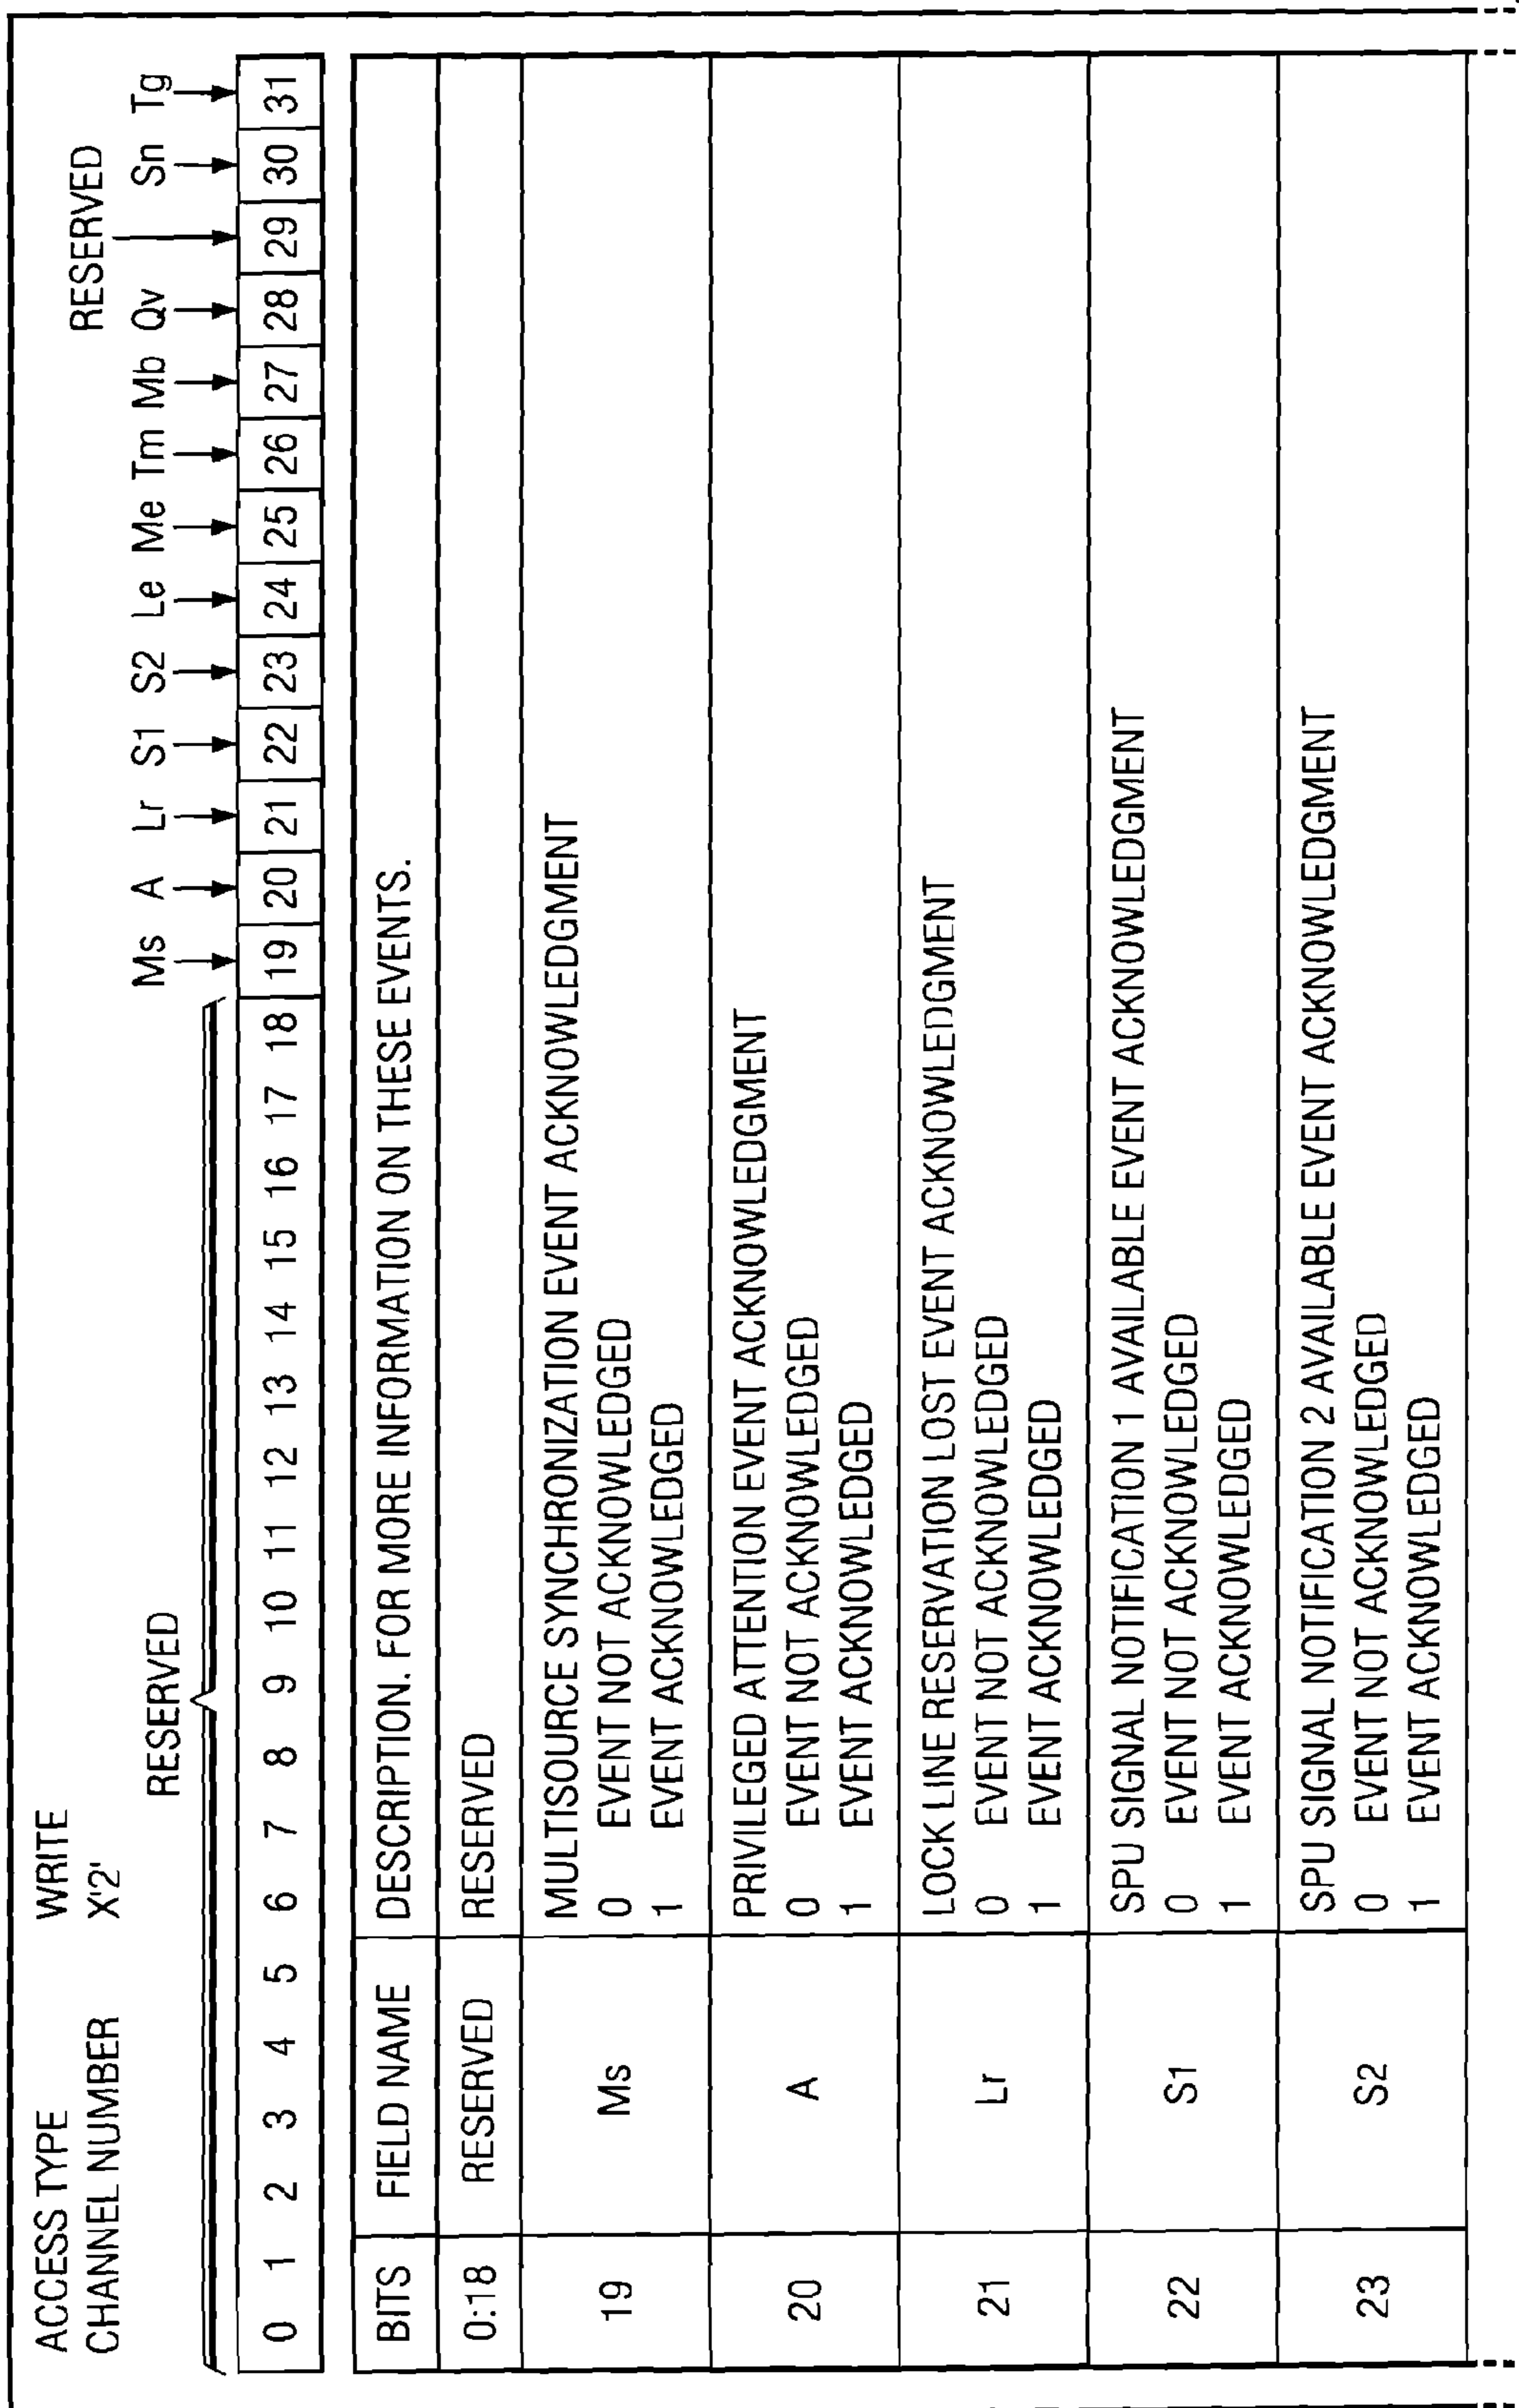 ACCESS TYPE WRITE
CHANNEL NUMBER X'2'
RESERVED
RESERVED
Ms A Lr S1 S2 Le Me Tm Mb Qv Sn Tg
0 1 2 3 4 5 6 7 8 9 10 11 12 13 14 15 16 17 18 19 20 21 22 23 24 25 26 27 28 29 30 31
BITS FIELD NAME DESCRIPTION. FOR MORE INFORMATION ON THESE EVENTS.
0:18 RESERVED RESERVED
19 Ms MULTISOURCE SYNCHRONIZATION EVENT ACKNOWLEDGMENT
0 EVENT NOT ACKNOWLEDGED
1 EVENT ACKNOWLEDGED
20 A PRIVILEGED ATTENTION EVENT ACKNOWLEDGMENT
0 EVENT NOT ACKNOWLEDGED
1 EVENT ACKNOWLEDGED
21 Lr LOCK LINE RESERVATION LOST EVENT ACKNOWLEDGMENT
0 EVENT NOT ACKNOWLEDGED
1 EVENT ACKNOWLEDGED
22 S1 SPU SIGNAL NOTIFICATION 1 AVAILABLE EVENT ACKNOWLEDGMENT
0 EVENT NOT ACKNOWLEDGED
1 EVENT ACKNOWLEDGED
23 S2 SPU SIGNAL NOTIFICATION 2 AVAILABLE EVENT ACKNOWLEDGMENT
0 EVENT NOT ACKNOWLEDGED
1 EVENT ACKNOWLEDGED